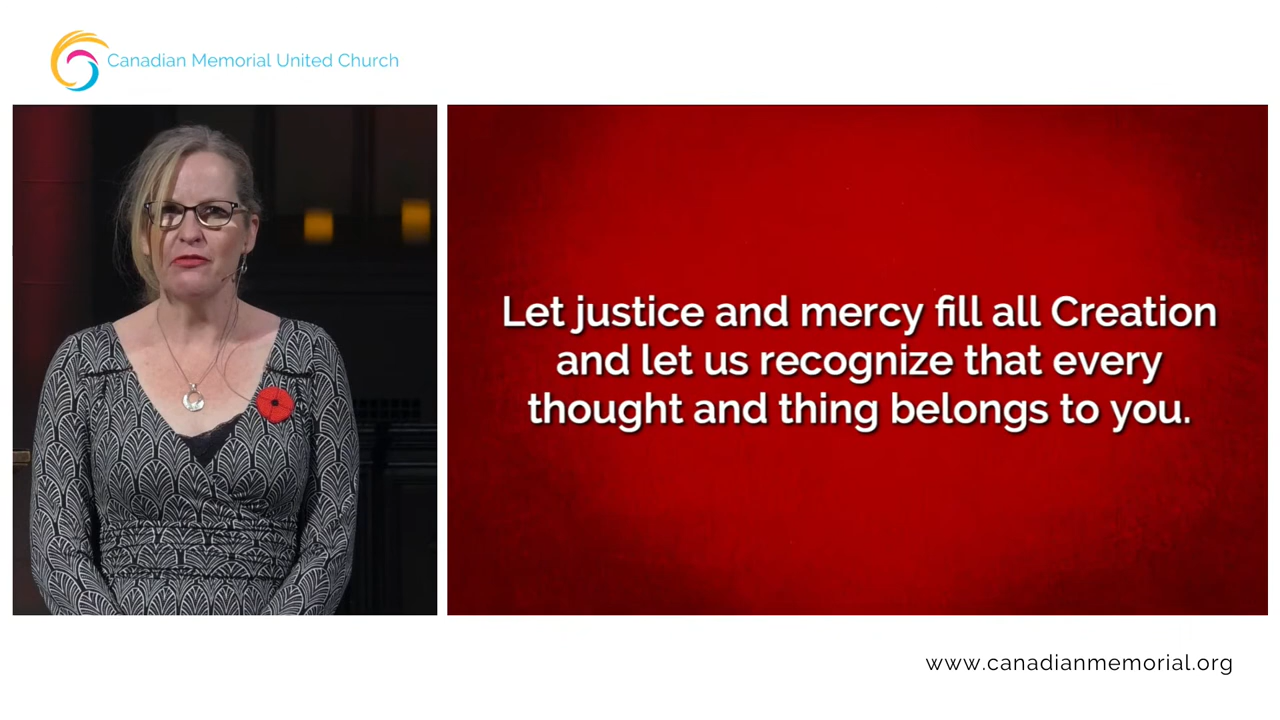 Canadian Memorial United Church
Let justice and mercy fill all Creation
and let us recognize that every
thought and thing belongs to you.
www.canadianmemorial.org